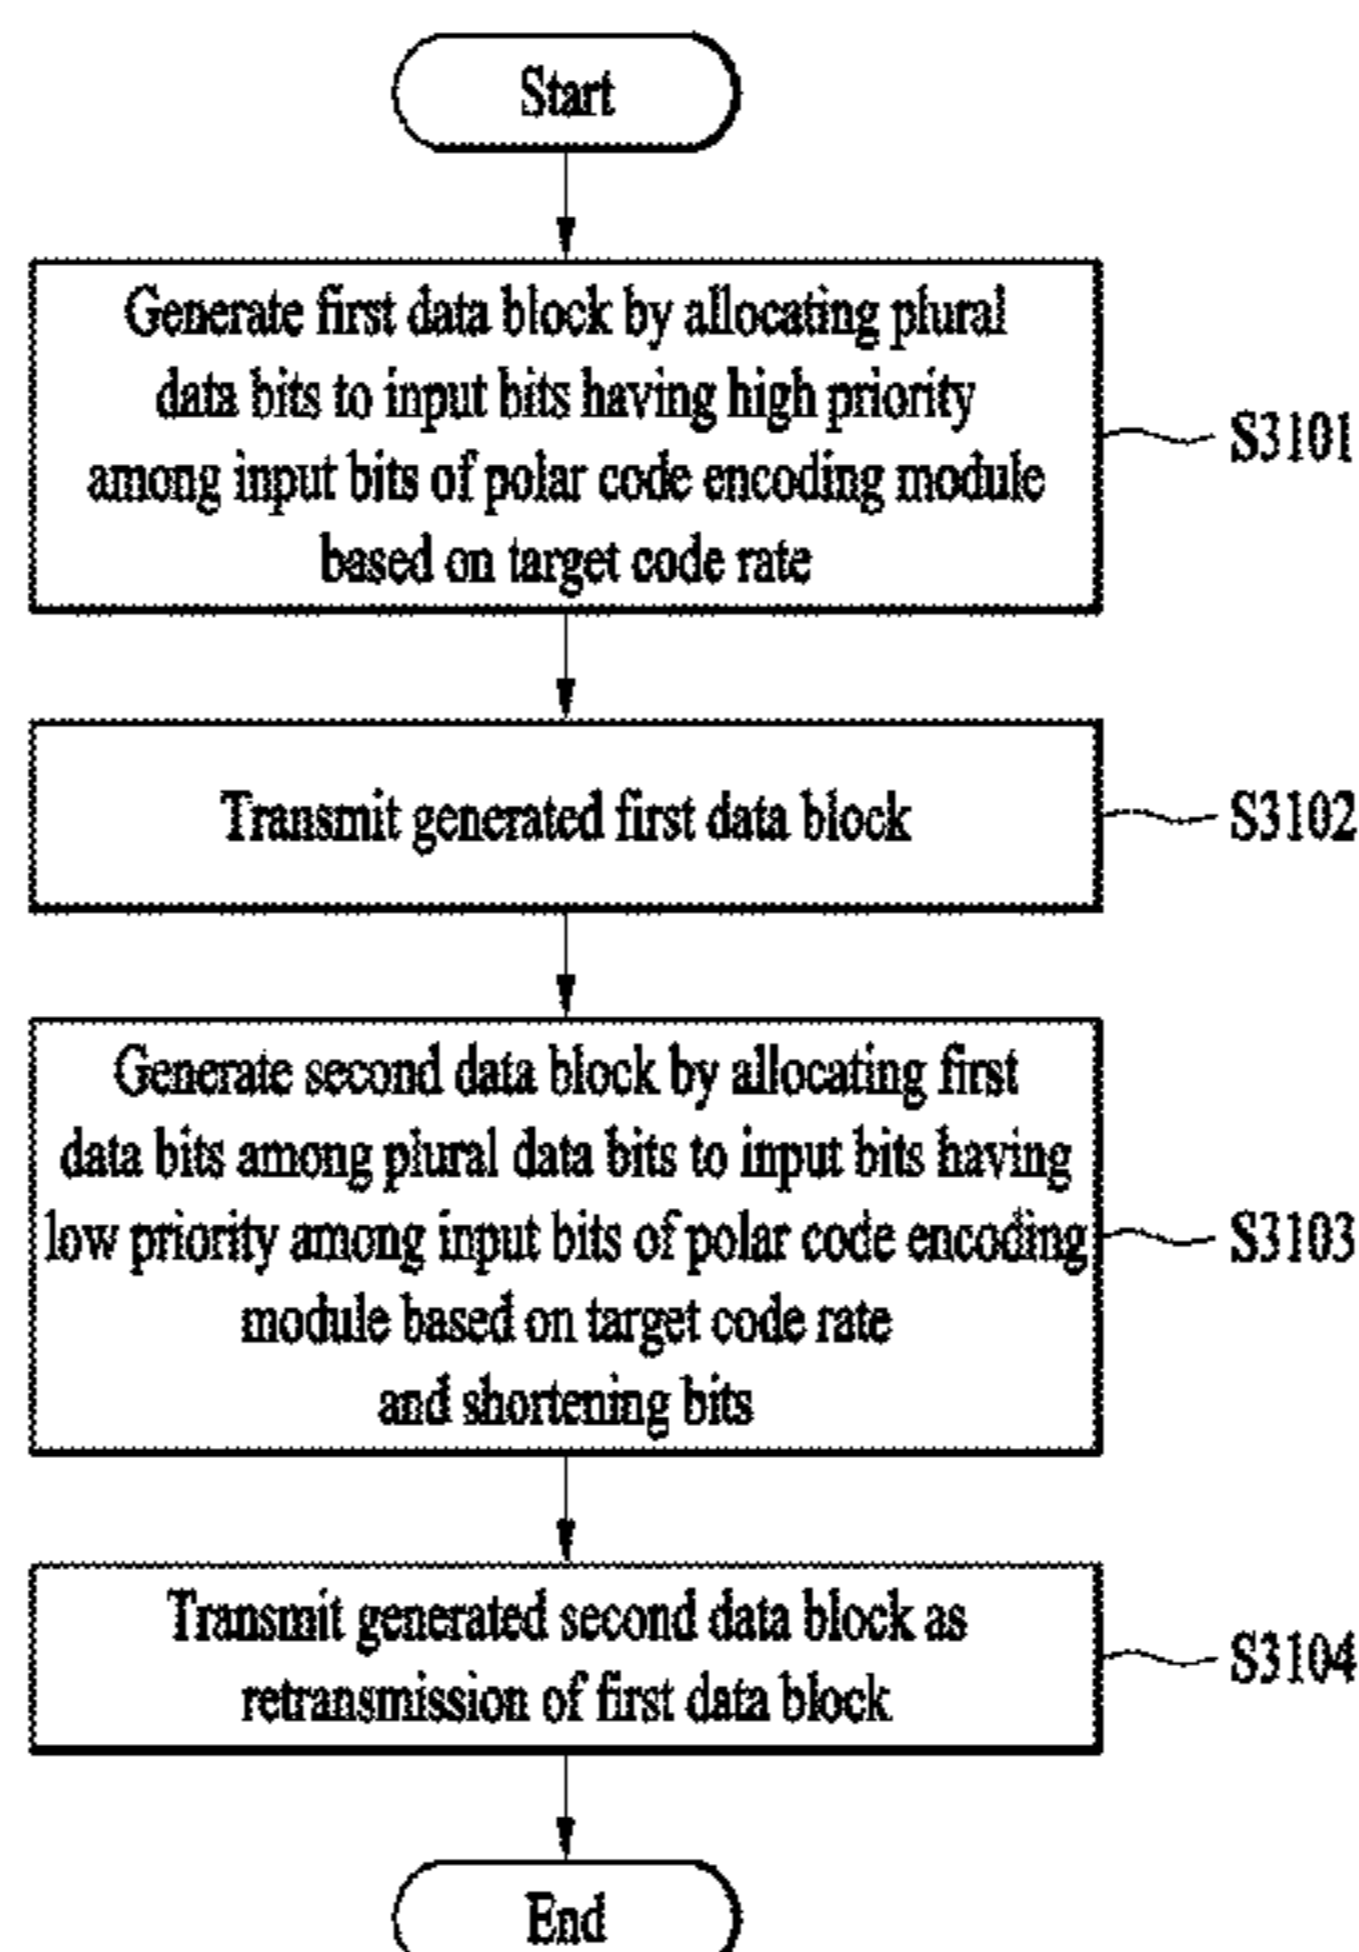 Start
Generate first data block by allocating plural
data bits to input bits having high priority
among input bits of polar code encoding module
based on target code rate
S3101
Transmit generated first data block
S3102
Generate second data block by allocating first
data bits among plural data bits to input bits having
low priority among input bits of polar code encoding
module based on target code rate
and shortening bits
S3103
Transmit generated second data block as
retransmission of first data block
S3104
End